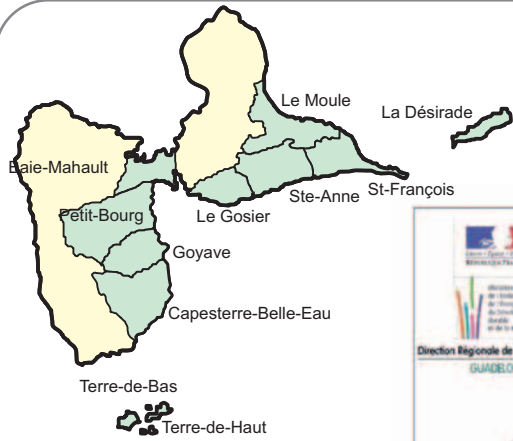 Le Moule
La Désirade
Baie-Mahault
Ste-Anne
St-François
Petit-Bourg
Le Gosier
Goyave
Capesterre-Belle-Eau
Terre-de-Bas
Terre-de-Haut
Direction Régionale de